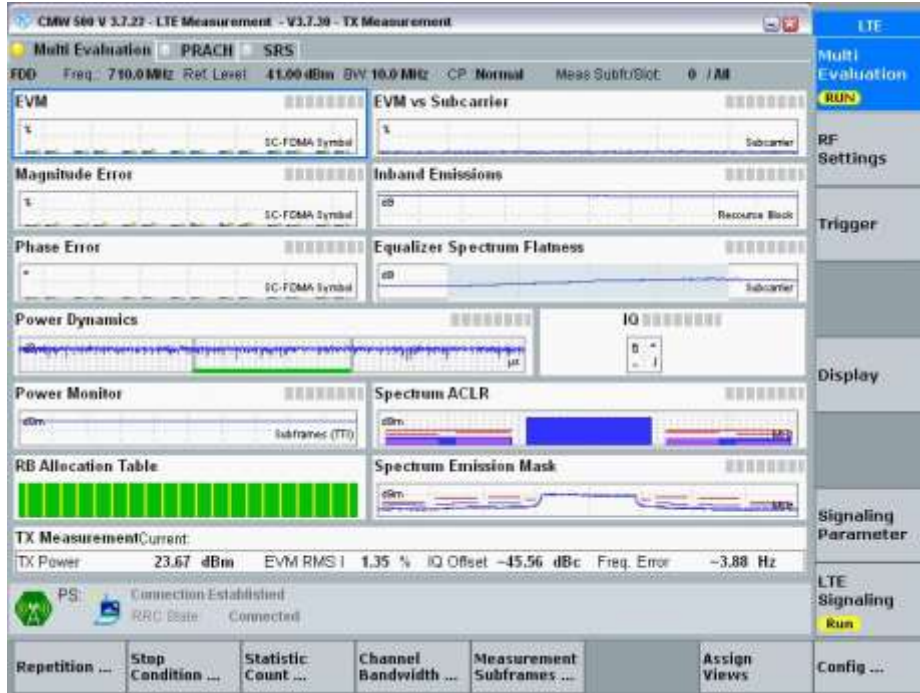 CMW 500 V 3.7.27 - LTE Measurement - V3.7.30 - TX Measurement
LTE
Multi Evaluation PRACH SRS
FDD Freq.: 710.0 MHz Ref. Level 41.00 dBm BW: 10.0 MHz CP Normal Meas Subfr/Slot: 0 / All
Multi
Evaluation
RUN
EVM
%
SC-FDMA Symbol
EVM vs Subcarrier
%
Subcarrier
RF
Settings
Magnitude Error
%
SC-FDMA Symbol
Inband Emissions
dB
Resource Block
Trigger
Phase Error
°
SC-FDMA Symbol
Equalizer Spectrum Flatness
dB
Subcarrier
Power Dynamics
µs
IQ
Display
Power Monitor
dBm
Subframes (TTI)
Spectrum ACLR
dBm
MHz
RB Allocation Table
Spectrum Emission Mask
dBm
MHz
Signaling
Parameter
TX Measurement Current:
TX Power 23.67 dBm EVM RMS l 1.35 % IQ Offset -45.56 dBc Freq. Error -3.88 Hz
PS: Connection Established
RRC State Connected
LTE
Signaling
Run
Repetition ...
Stop
Condition ...
Statistic
Count ...
Channel
Bandwidth ...
Measurement
Subframes ...
Assign
Views
Config ...